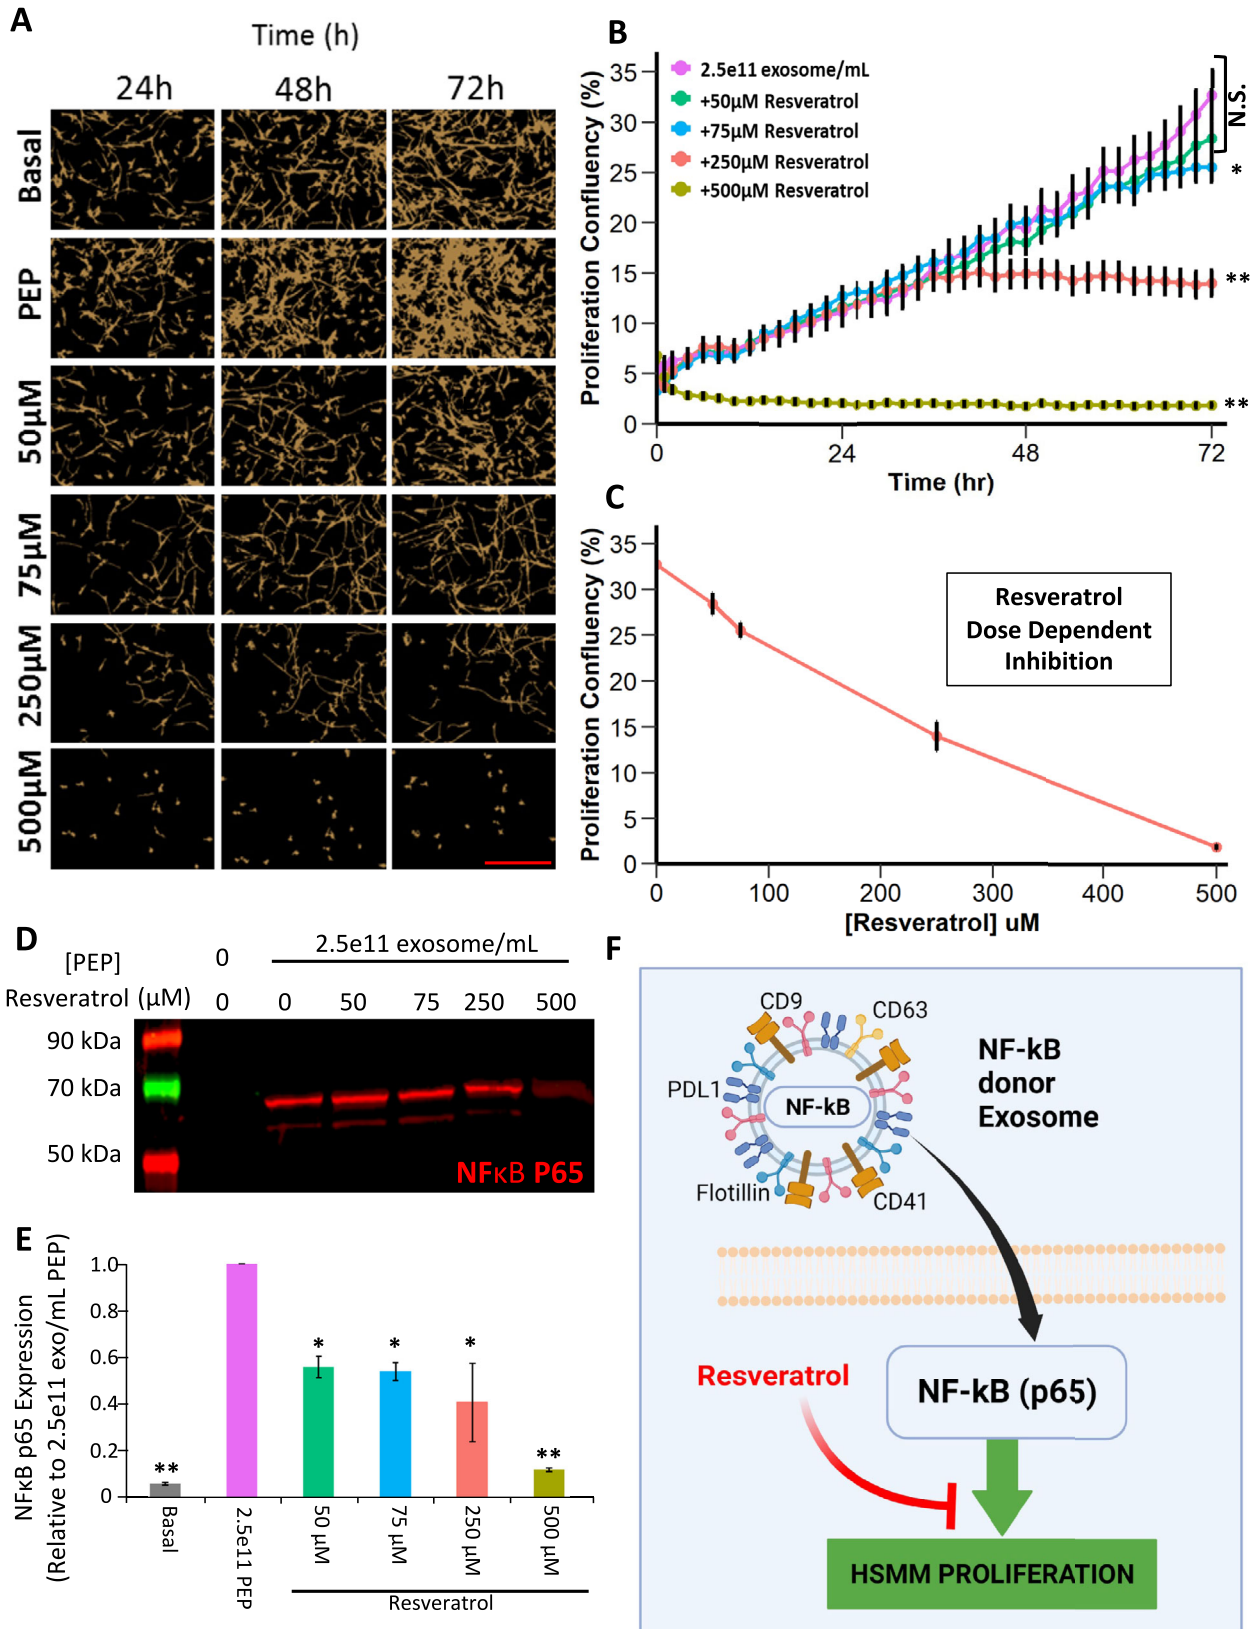 A
Time (h)
24h 48h 72h
Basal
PEP
50µM
75µM
250µM
500µM
B
Proliferation Confluency (%)
35
30
25
20
15
10
5
0
2.5e11 exosome/mL
+50µM Resveratrol
+75µM Resveratrol
+250µM Resveratrol
+500µM Resveratrol
N.S.
*
**
**
0 24 48 72
Time (hr)
C
Proliferation Confluency (%)
35
30
25
20
15
10
5
0
Resveratrol
Dose Dependent
Inhibition
0 100 200 300 400 500
[Resveratrol] uM
D
[PEP] 0 2.5e11 exosome/mL
Resveratrol (µM) 0 0 50 75 250 500
90 kDa
70 kDa
50 kDa
NFκB P65
E
NFκB p65 Expression
(Relative to 2.5e11 exo/mL PEP)
1.0
0.8
0.6
0.4
0.2
0
** * * * **
Basal
2.5e11 PEP
50 µM
75 µM
250 µM
500 µM
Resveratrol
F
CD9
CD63
PDL1
NF-kB
Flotillin
CD41
NF-kB
donor
Exosome
Resveratrol
NF-kB (p65)
HSMM PROLIFERATION